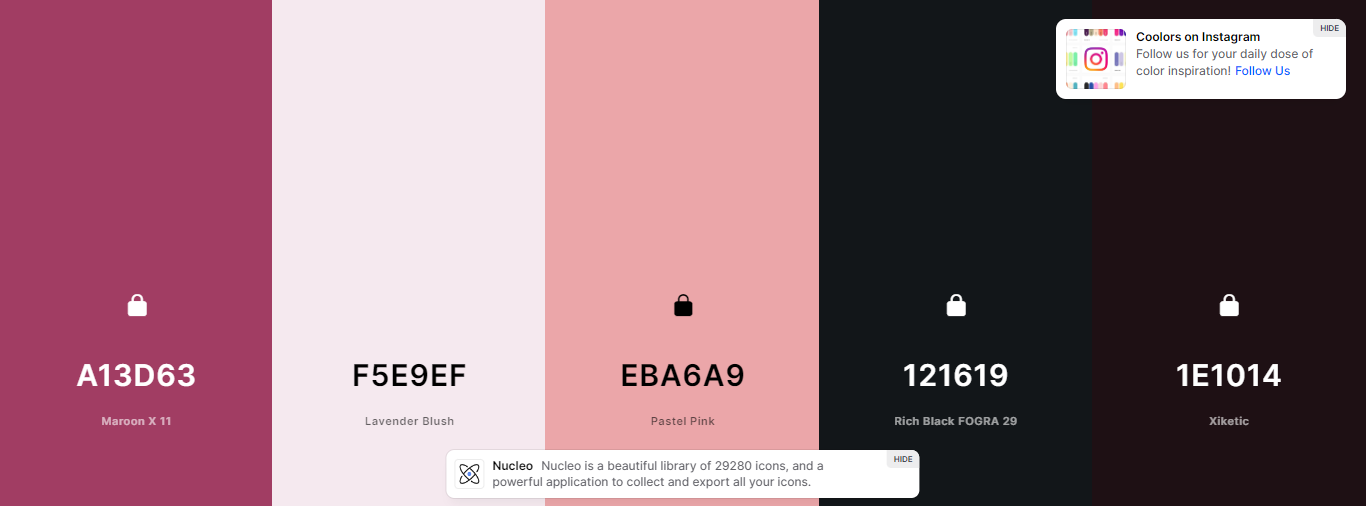 HIDE
Coolors on Instagram
Follow us for your daily dose of
color inspiration! Follow Us
A13D63
Maroon X 11
F5E9EF
Lavender Blush
EBA6A9
Pastel Pink
121619
Rich Black FOGRA 29
1E1014
Xiketic
HIDE
Nucleo Nucleo is a beautiful library of 29280 icons, and a
powerful application to collect and export all your icons.